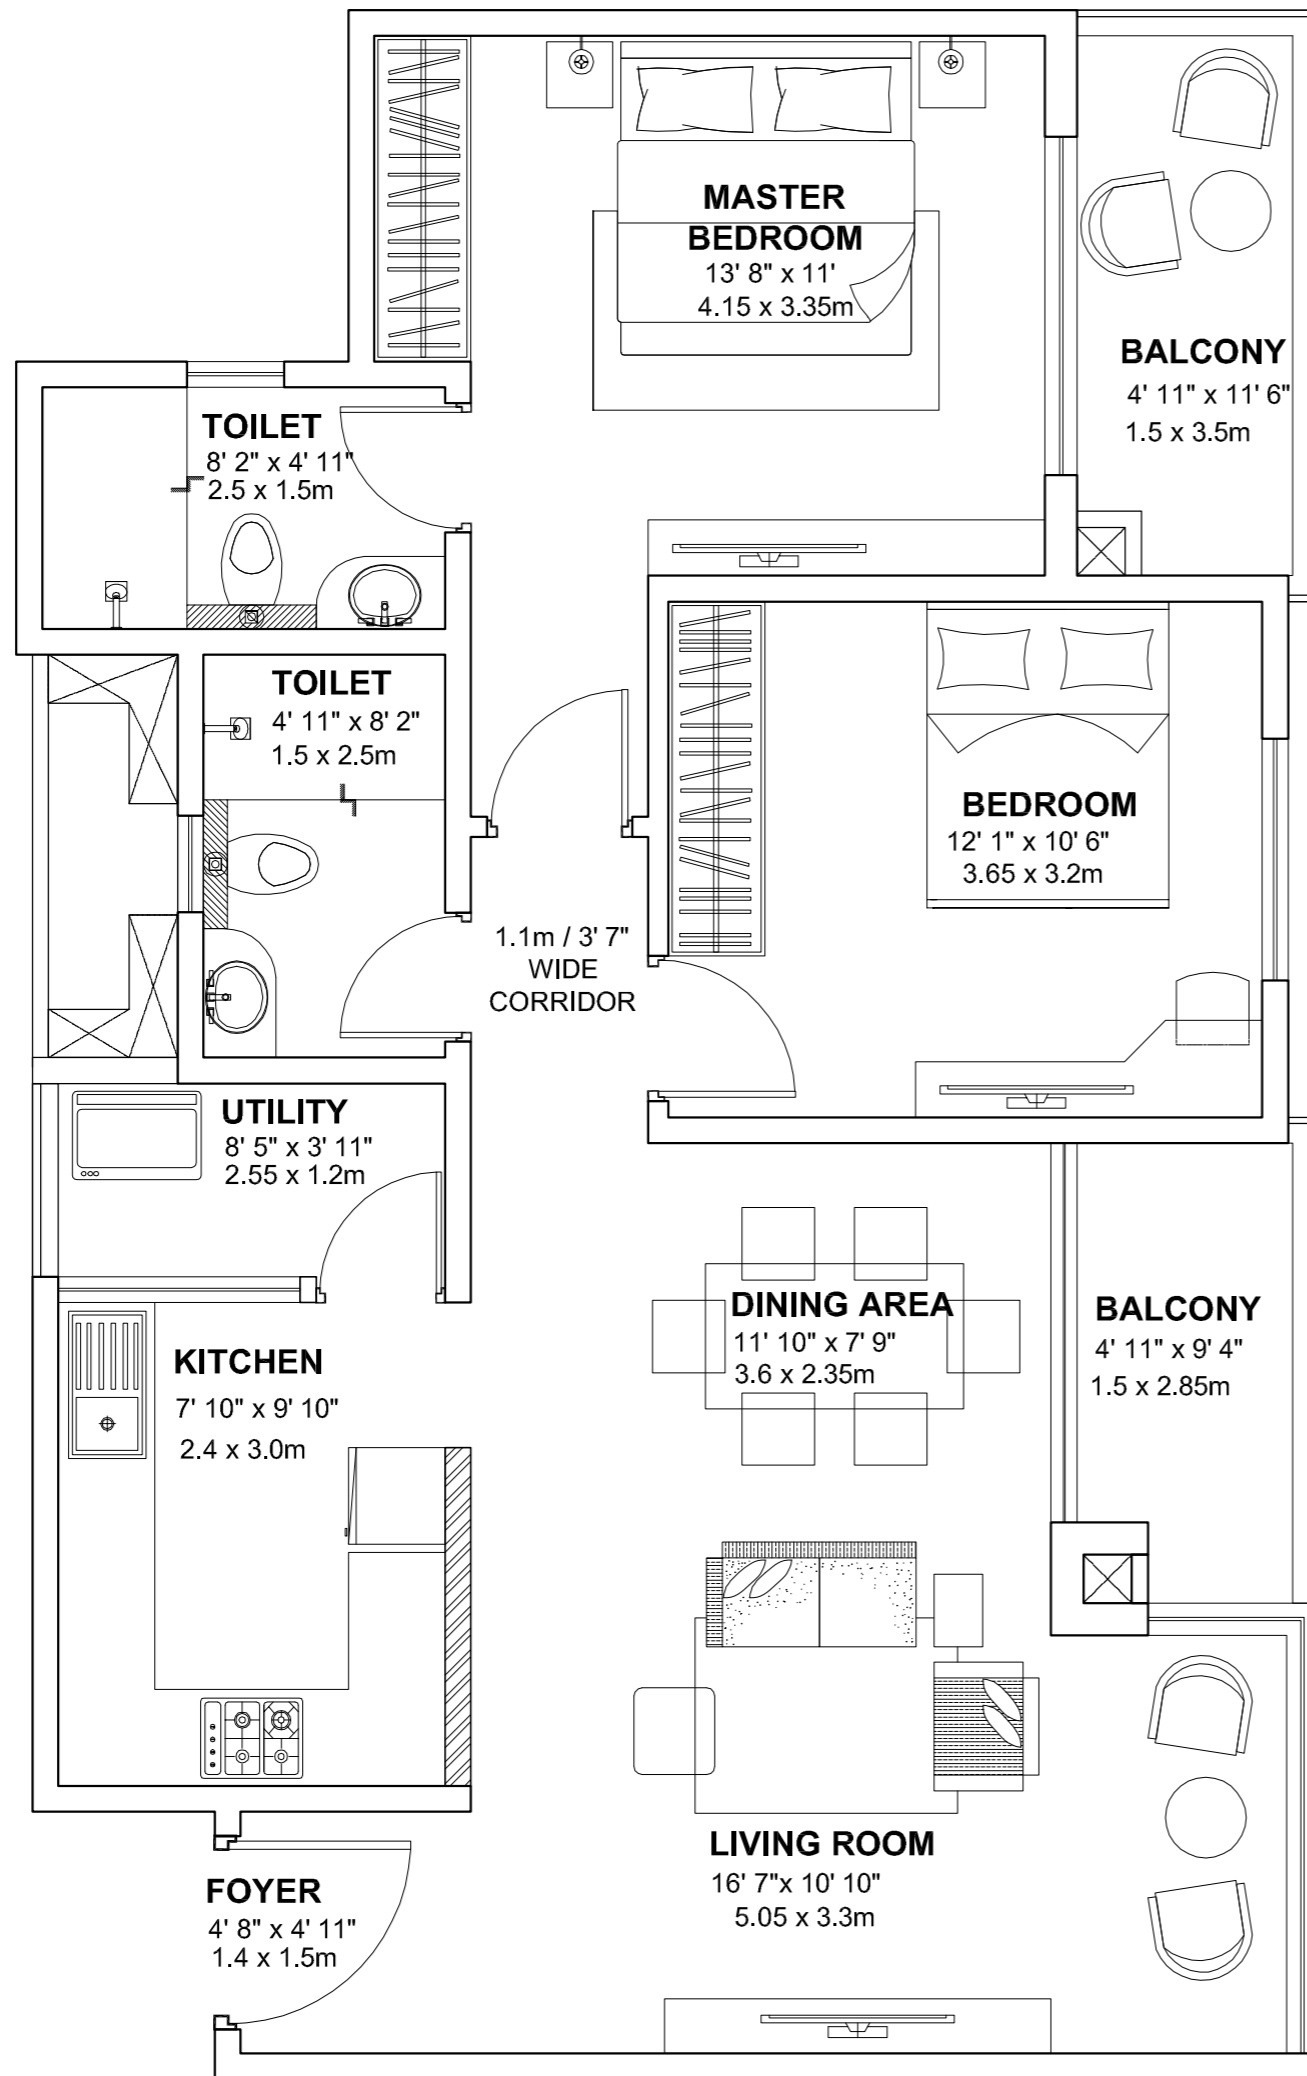 MASTER
BEDROOM
13' 8" x 11'
4.15 x 3.35m
BALCONY
4' 11" x 11' 6"
1.5 x 3.5m
TOILET
8' 2" x 4' 11"
2.5 x 1.5m
TOILET
4' 11" x 8' 2"
1.5 x 2.5m
BEDROOM
12' 1" x 10' 6"
3.65 x 3.2m
1.1m / 3' 7"
WIDE
CORRIDOR
UTILITY
8' 5" x 3' 11"
2.55 x 1.2m
DINING AREA
11' 10" x 7' 9"
3.6 x 2.35m
BALCONY
4' 11" x 9' 4"
1.5 x 2.85m
KITCHEN
7' 10" x 9' 10"
2.4 x 3.0m
LIVING ROOM
16' 7"x 10' 10"
5.05 x 3.3m
FOYER
4' 8" x 4' 11"
1.4 x 1.5m